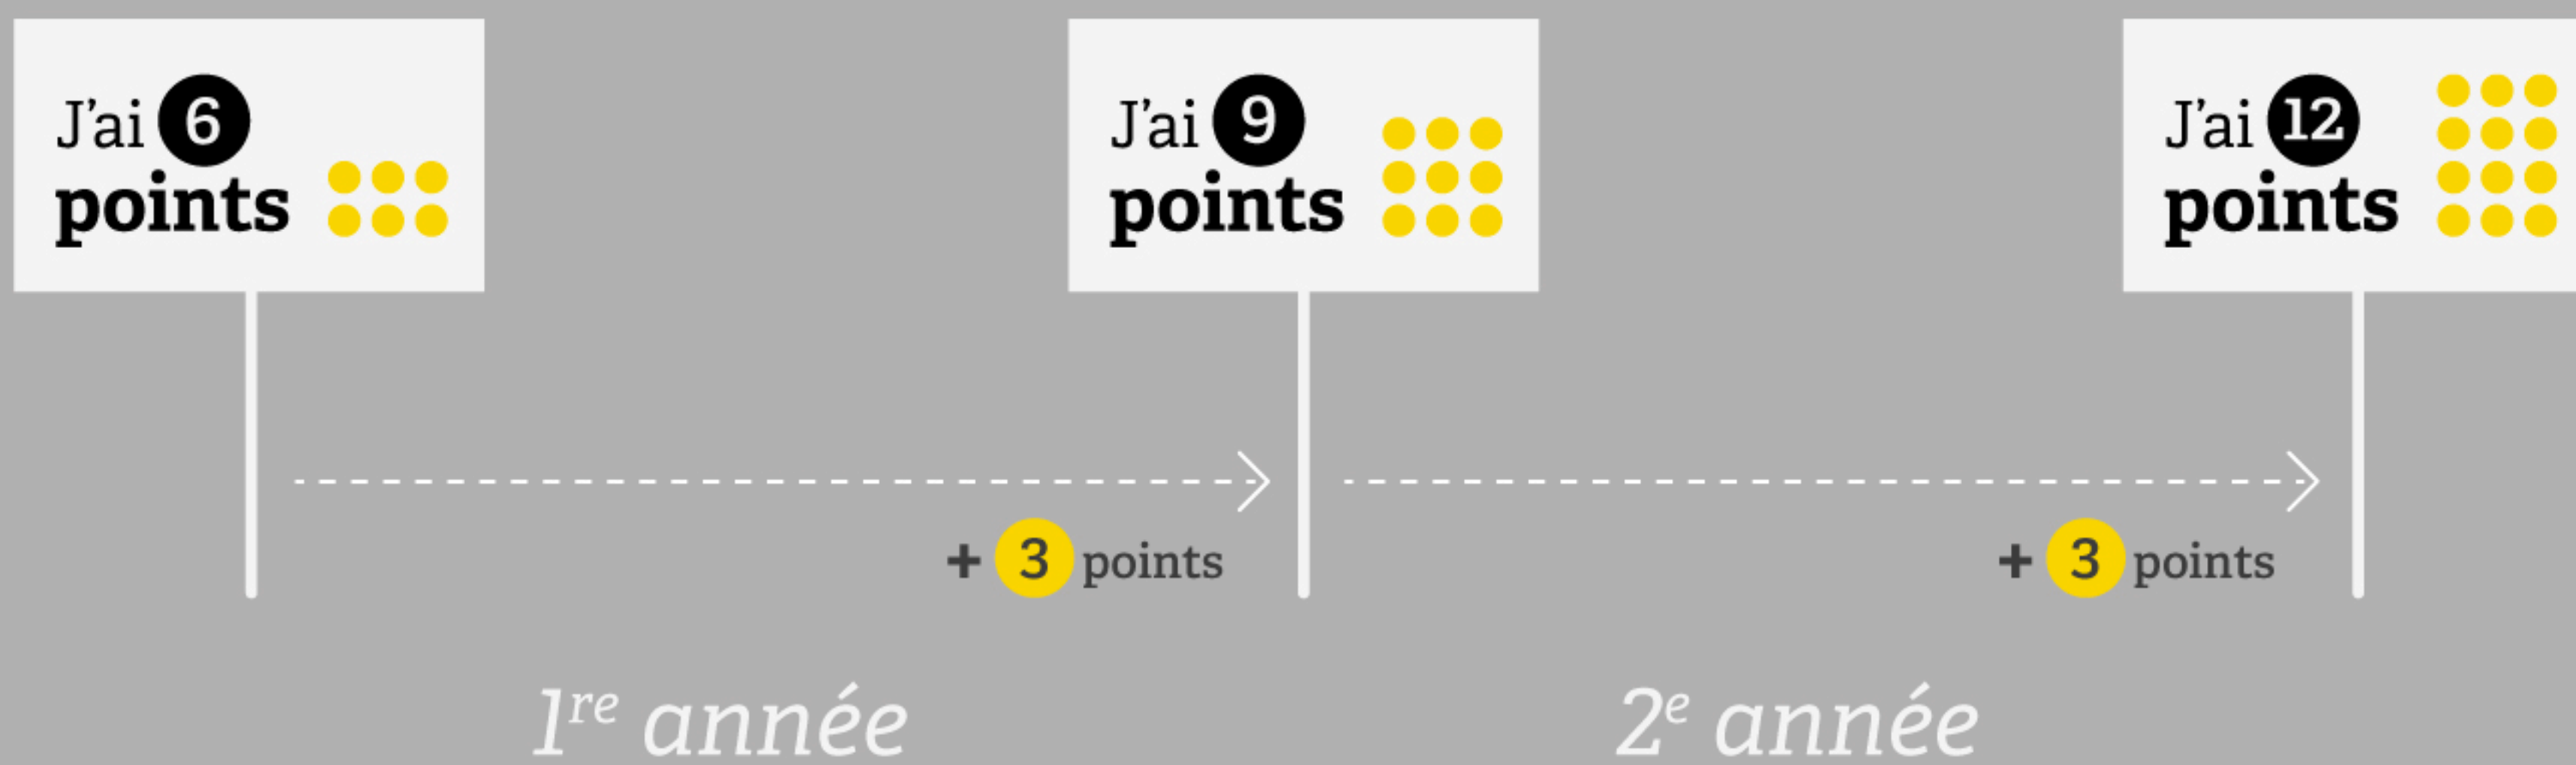 J’ai 6
points
J’ai 9
points
J’ai 12
points
+ 3 points
+ 3 points
1re année
2e année